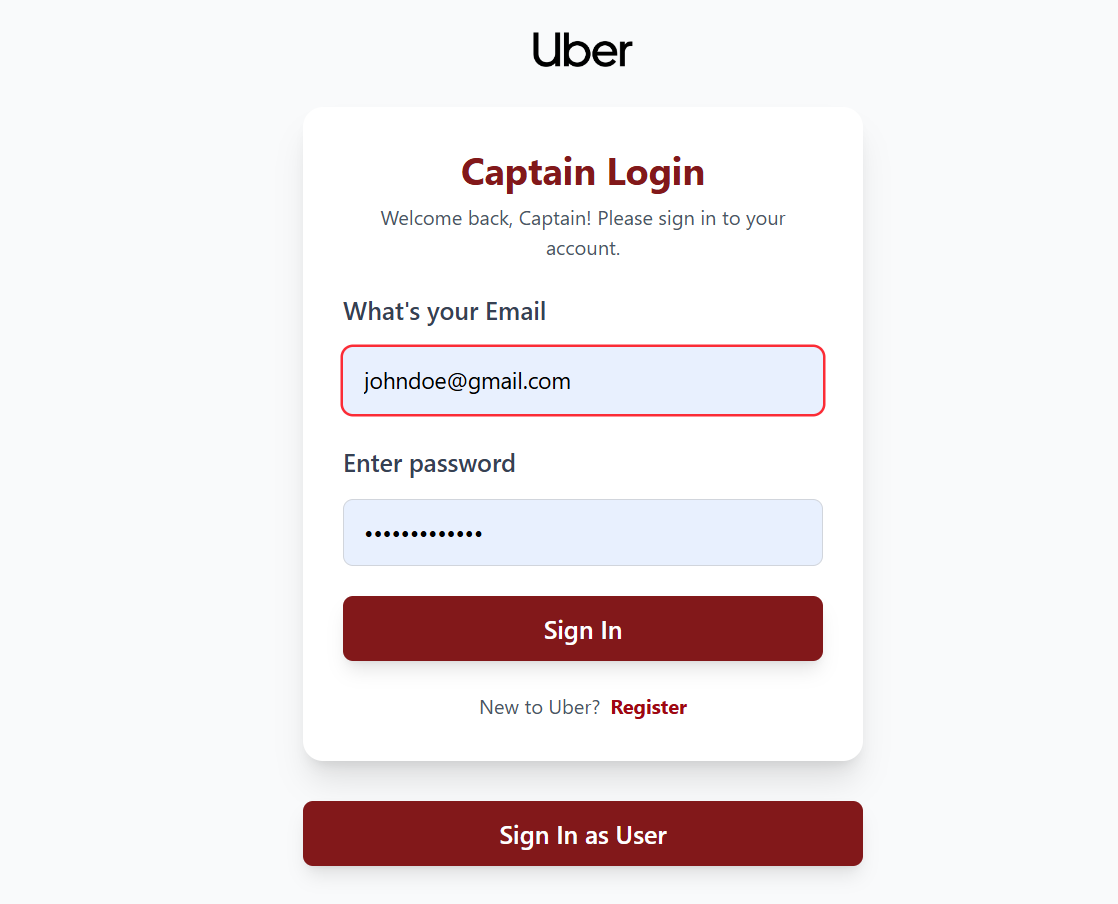 Uber
Captain Login
Welcome back, Captain! Please sign in to your
account.
What's your Email
johndoe@gmail.com
Enter password
•••••••••••••
Sign In
New to Uber? Register
Sign In as User